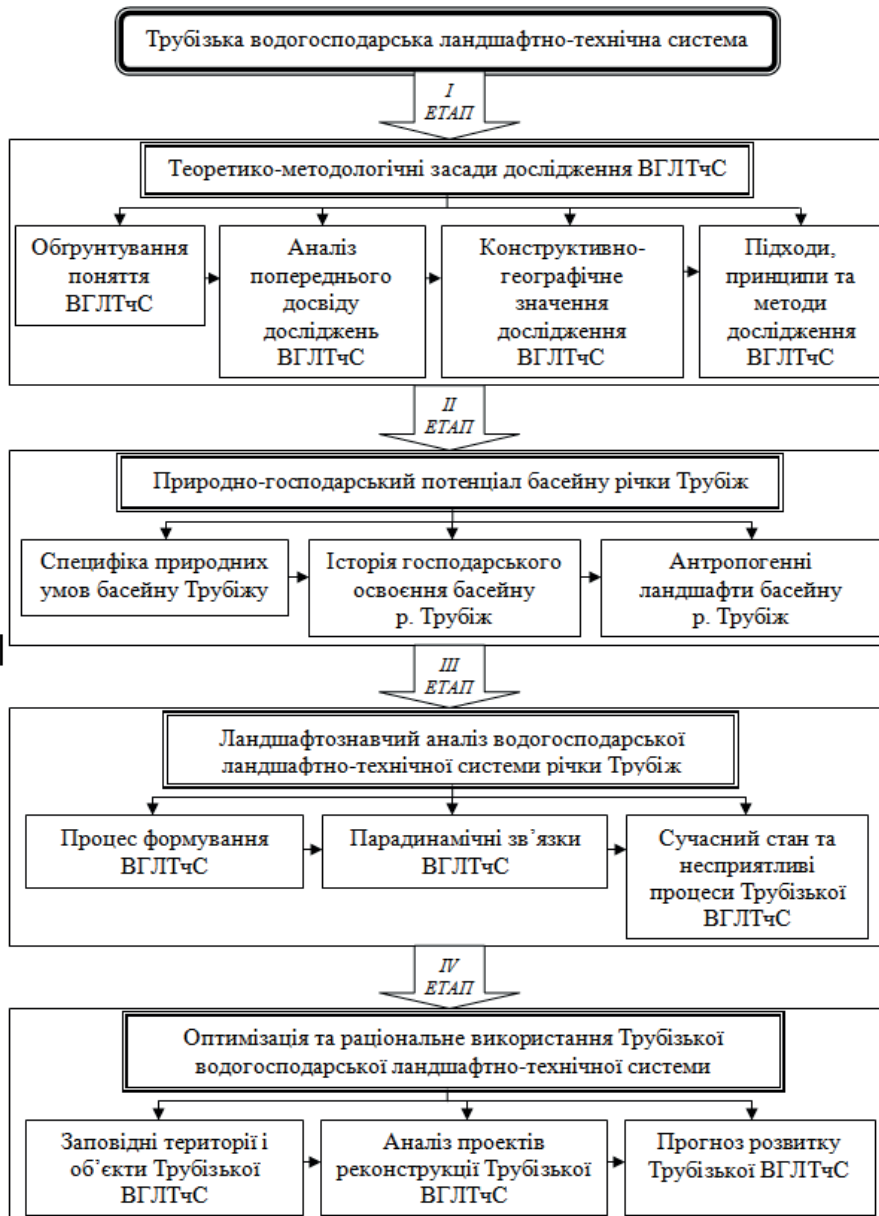 Трубізька водогосподарська ландшафтно-технічна система
I
ЕТАП
Теоретико-методологічні засади дослідження ВГЛТчС
Обґрунтування
поняття
ВГЛТчС
Аналіз
попереднього
досвіду
досліджень
ВГЛТчС
Конструктивно-
географічне
значення
дослідження
ВГЛТчС
Підходи,
принципи та
методи
дослідження
ВГЛТчС
II
ЕТАП
Природно-господарський потенціал басейну річки Трубіж
Специфіка природних
умов басейну Трубіжу
Історія господарського
освоєння басейну
р. Трубіж
Антропогенні
ландшафти басейну
р. Трубіж
III
ЕТАП
Ландшафтознавчий аналіз водогосподарської
ландшафтно-технічної системи річки Трубіж
Процес формування
ВГЛТчС
Парадинамічні зв’язки
ВГЛТчС
Сучасний стан та
несприятливі
процеси Трубізької
ВГЛТчС
IV
ЕТАП
Оптимізація та раціональне використання Трубізької
водогосподарської ландшафтно-технічної системи
Заповідні території і
об’єкти Трубізької
ВГЛТчС
Аналіз проектів
реконструкції Трубізької
ВГЛТчС
Прогноз розвитку
Трубізької ВГЛТчС